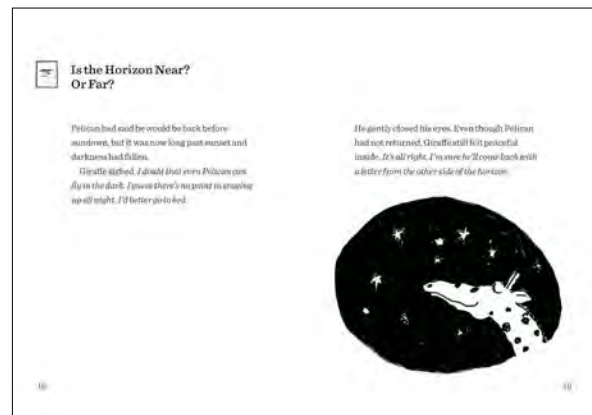 Is the Horizon Near?
Or Far?
Pelican had said he would be back before
sundown, but it was now long past sunset and
darkness had fallen.
Giraffe sighed. I doubt that even Pelican can
fly in the dark. I guess there's no point in staying
up all night. I'd better go to bed.
He gently closed his eyes. Even though Pelican
had not returned, Giraffe still felt peaceful
inside. It's all right. I'm sure he'll come back with
a letter from the other side of the horizon.